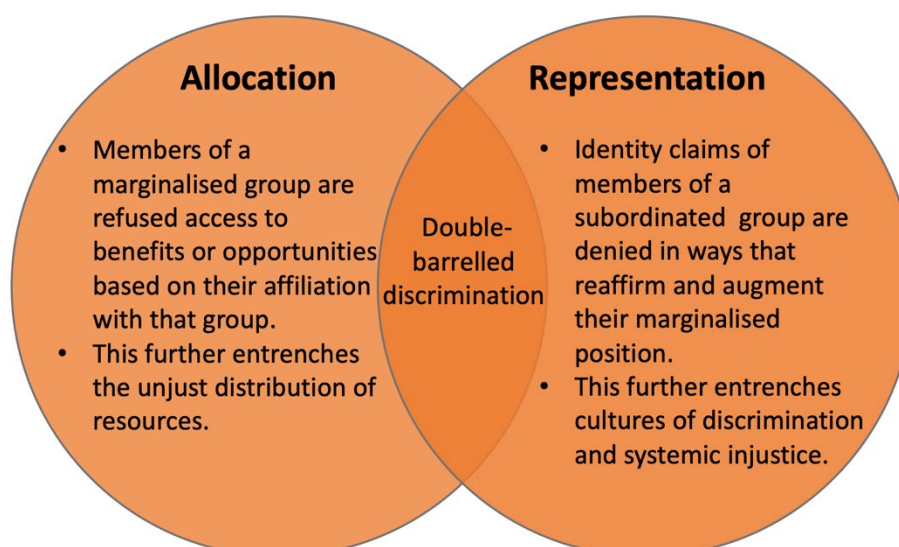 Allocation
• Members of a
marginalised group are
refused access to
benefits or opportunities
based on their affiliation
with that group.
• This further entrenches
the unjust distribution of
resources.
Double-
barrelled
discrimination
Representation
• Identity claims of
members of a
subordinated group are
denied in ways that
reaffirm and augment
their marginalised
position.
• This further entrenches
cultures of discrimination
and systemic injustice.